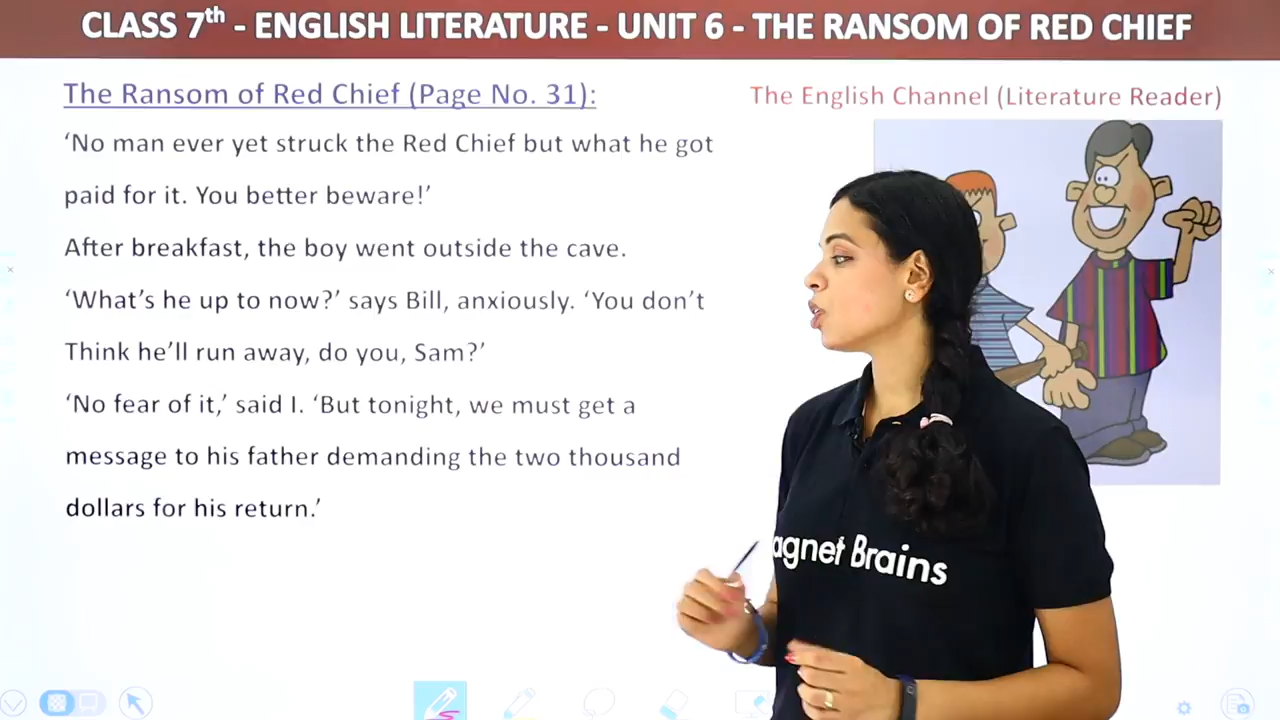 CLASS 7th - ENGLISH LITERATURE - UNIT 6 - THE RANSOM OF RED CHIEF
The Ransom of Red Chief (Page No. 31):
The English Channel (Literature Reader)
‘No man ever yet struck the Red Chief but what he got
paid for it. You better beware!’
After breakfast, the boy went outside the cave.
‘What’s he up to now?’ says Bill, anxiously. ‘You don’t
Think he’ll run away, do you, Sam?’
‘No fear of it,’ said I. ‘But tonight, we must get a
message to his father demanding the two thousand
dollars for his return.’
agnet Brains